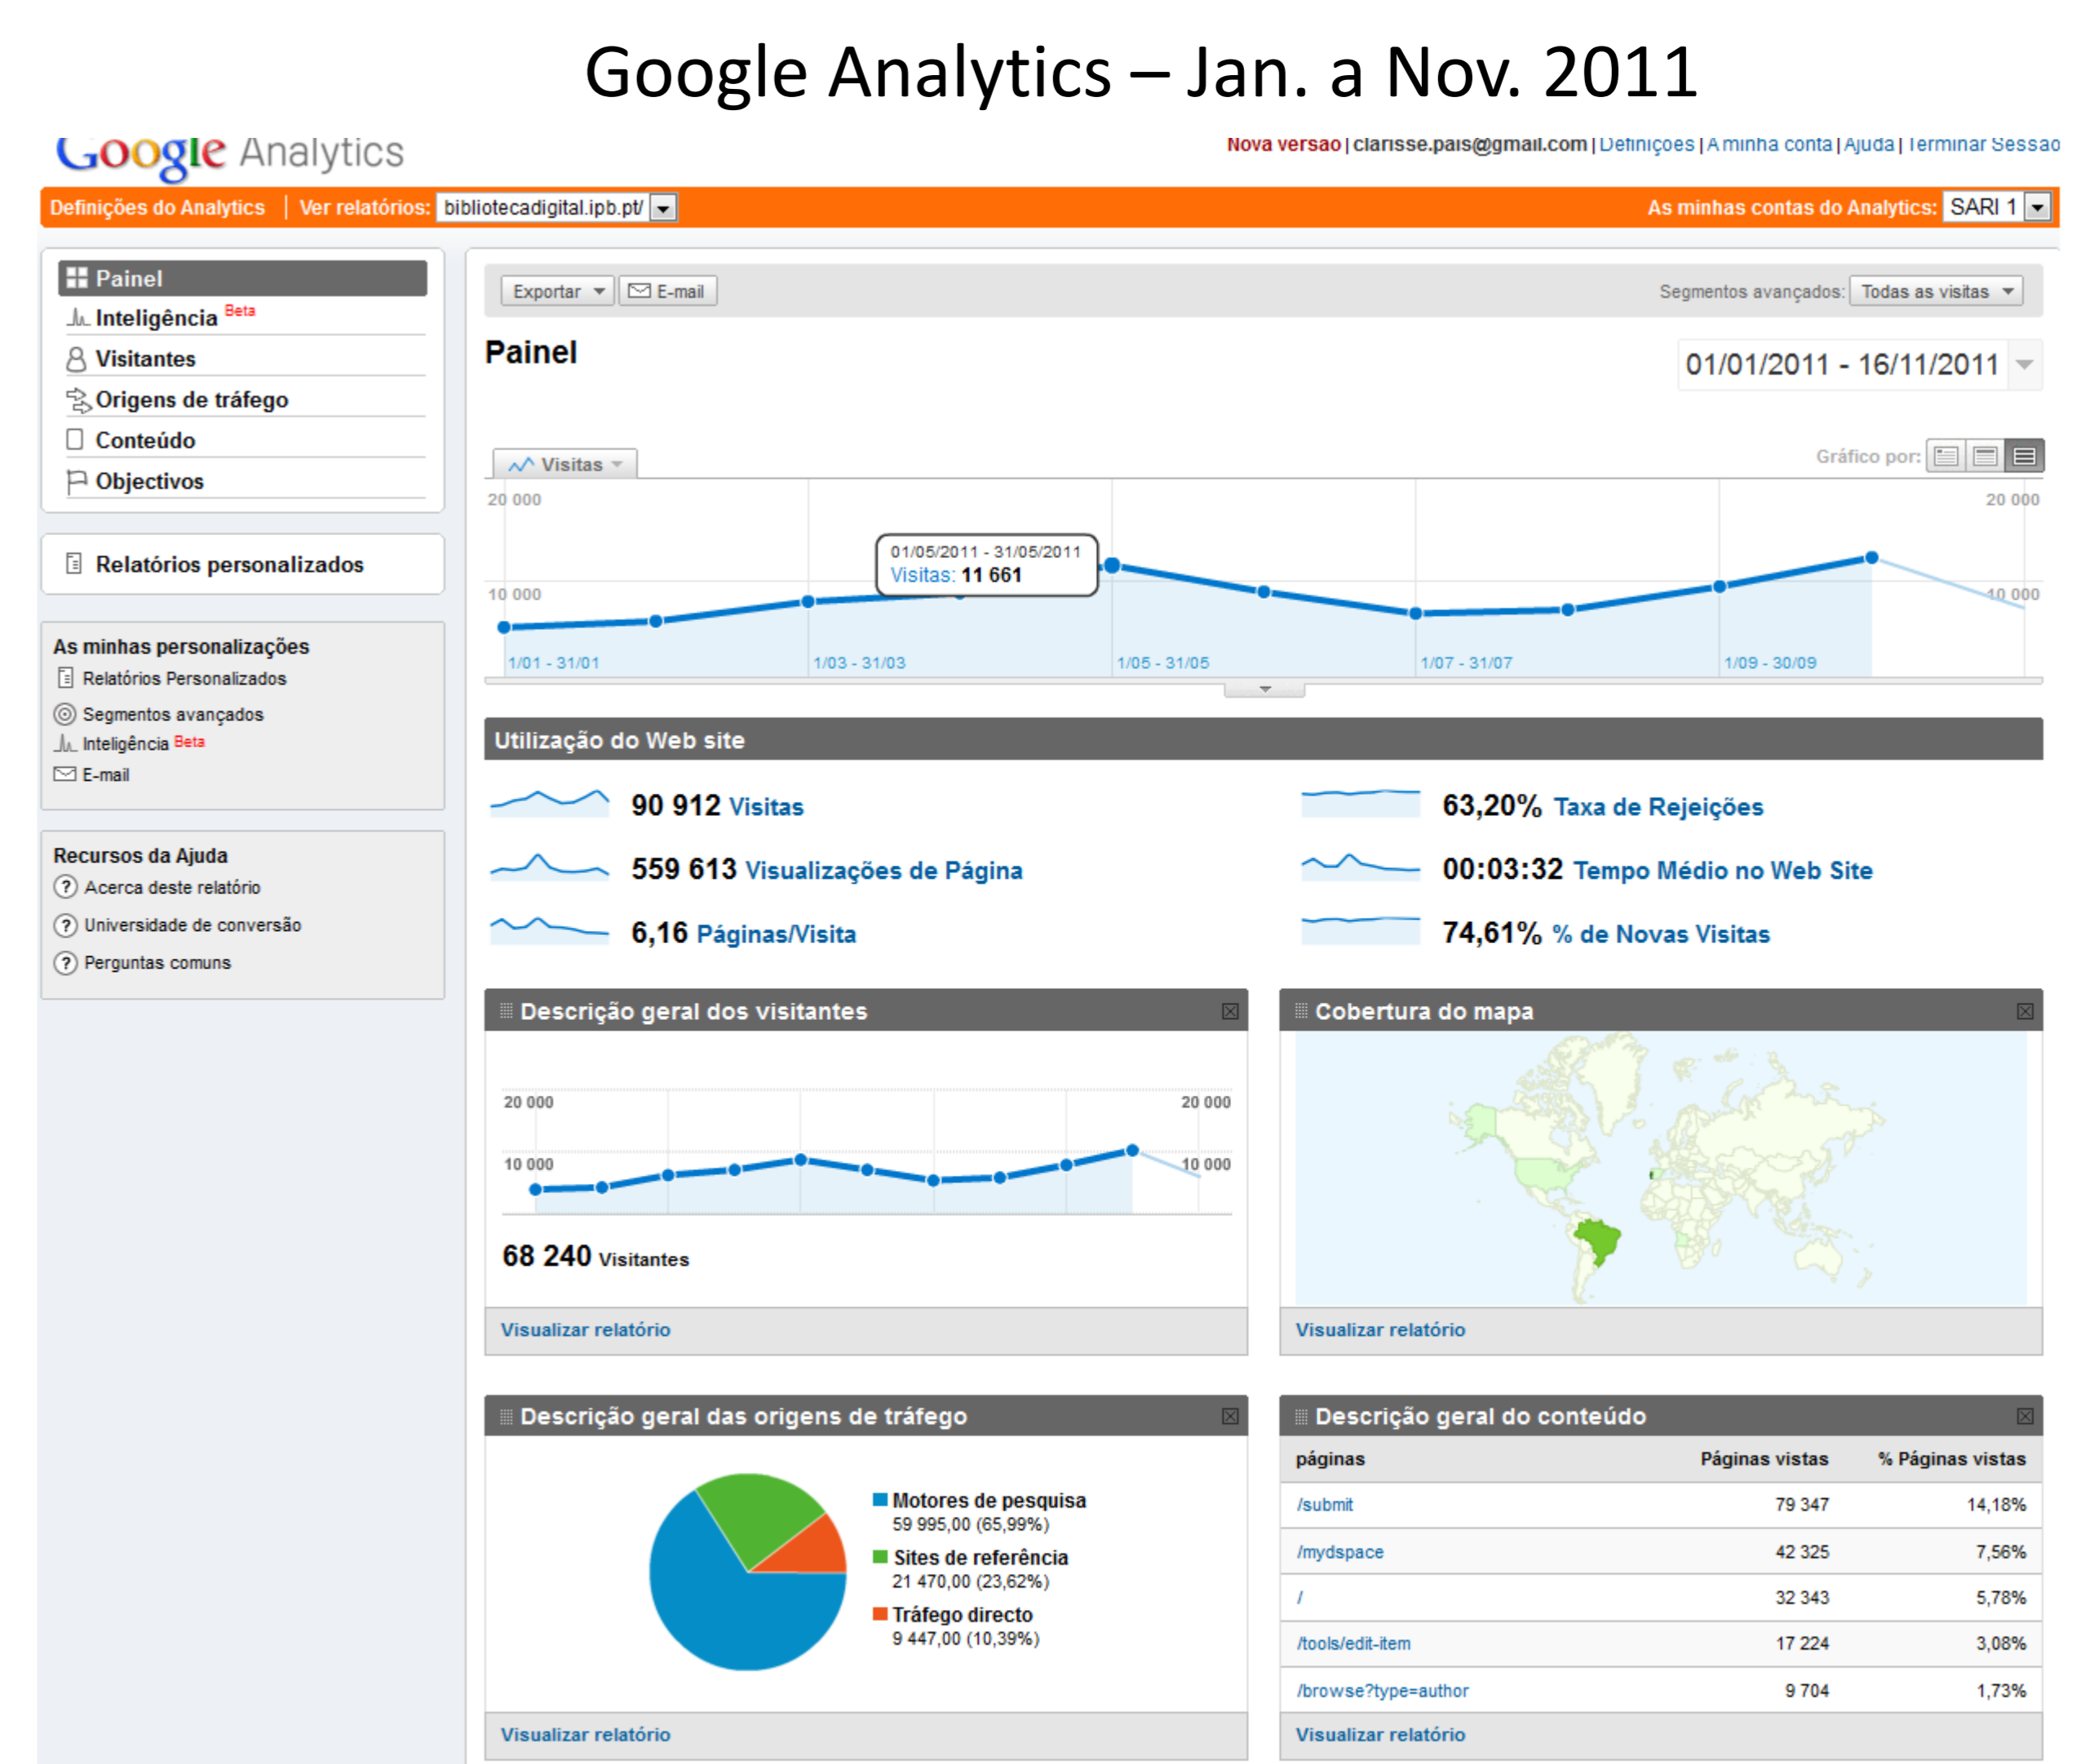 Google Analytics – Jan. a Nov. 2011
Google Analytics
Nova versão | clarisse.pais@gmail.com | Definições | A minha conta | Ajuda | Terminar Sessão
Definições do Analytics | Ver relatórios: bibliotecadigital.ipb.pt/
As minhas contas do Analytics: SARI 1
Painel
Inteligência Beta
Visitantes
Origens de tráfego
Conteúdo
Objectivos
Relatórios personalizados
As minhas personalizações
Relatórios Personalizados
Segmentos avançados
Inteligência Beta
E-mail
Recursos da Ajuda
? Acerca deste relatório
? Universidade de conversão
? Perguntas comuns
Exportar E-mail
Segmentos avançados: Todas as visitas
Painel
01/01/2011 - 16/11/2011
Visitas
Gráfico por:
20 000 20 000
01/05/2011 - 31/05/2011
Visitas: 11 661
10 000 10 000
1/01 - 31/01 1/03 - 31/03 1/05 - 31/05 1/07 - 31/07 1/09 - 30/09
Utilização do Web site
90 912 Visitas
63,20% Taxa de Rejeições
559 613 Visualizações de Página
00:03:32 Tempo Médio no Web Site
6,16 Páginas/Visita
74,61% % de Novas Visitas
Descrição geral dos visitantes
20 000 20 000
10 000 10 000
68 240 Visitantes
Visualizar relatório
Cobertura do mapa
Visualizar relatório
Descrição geral das origens de tráfego
Motores de pesquisa
59 995,00 (65,99%)
Sites de referência
21 470,00 (23,62%)
Tráfego directo
9 447,00 (10,39%)
Visualizar relatório
Descrição geral do conteúdo
páginas Páginas vistas % Páginas vistas
/submit 79 347 14,18%
/mydspace 42 325 7,56%
/ 32 343 5,78%
/tools/edit-item 17 224 3,08%
/browse?type=author 9 704 1,73%
Visualizar relatório